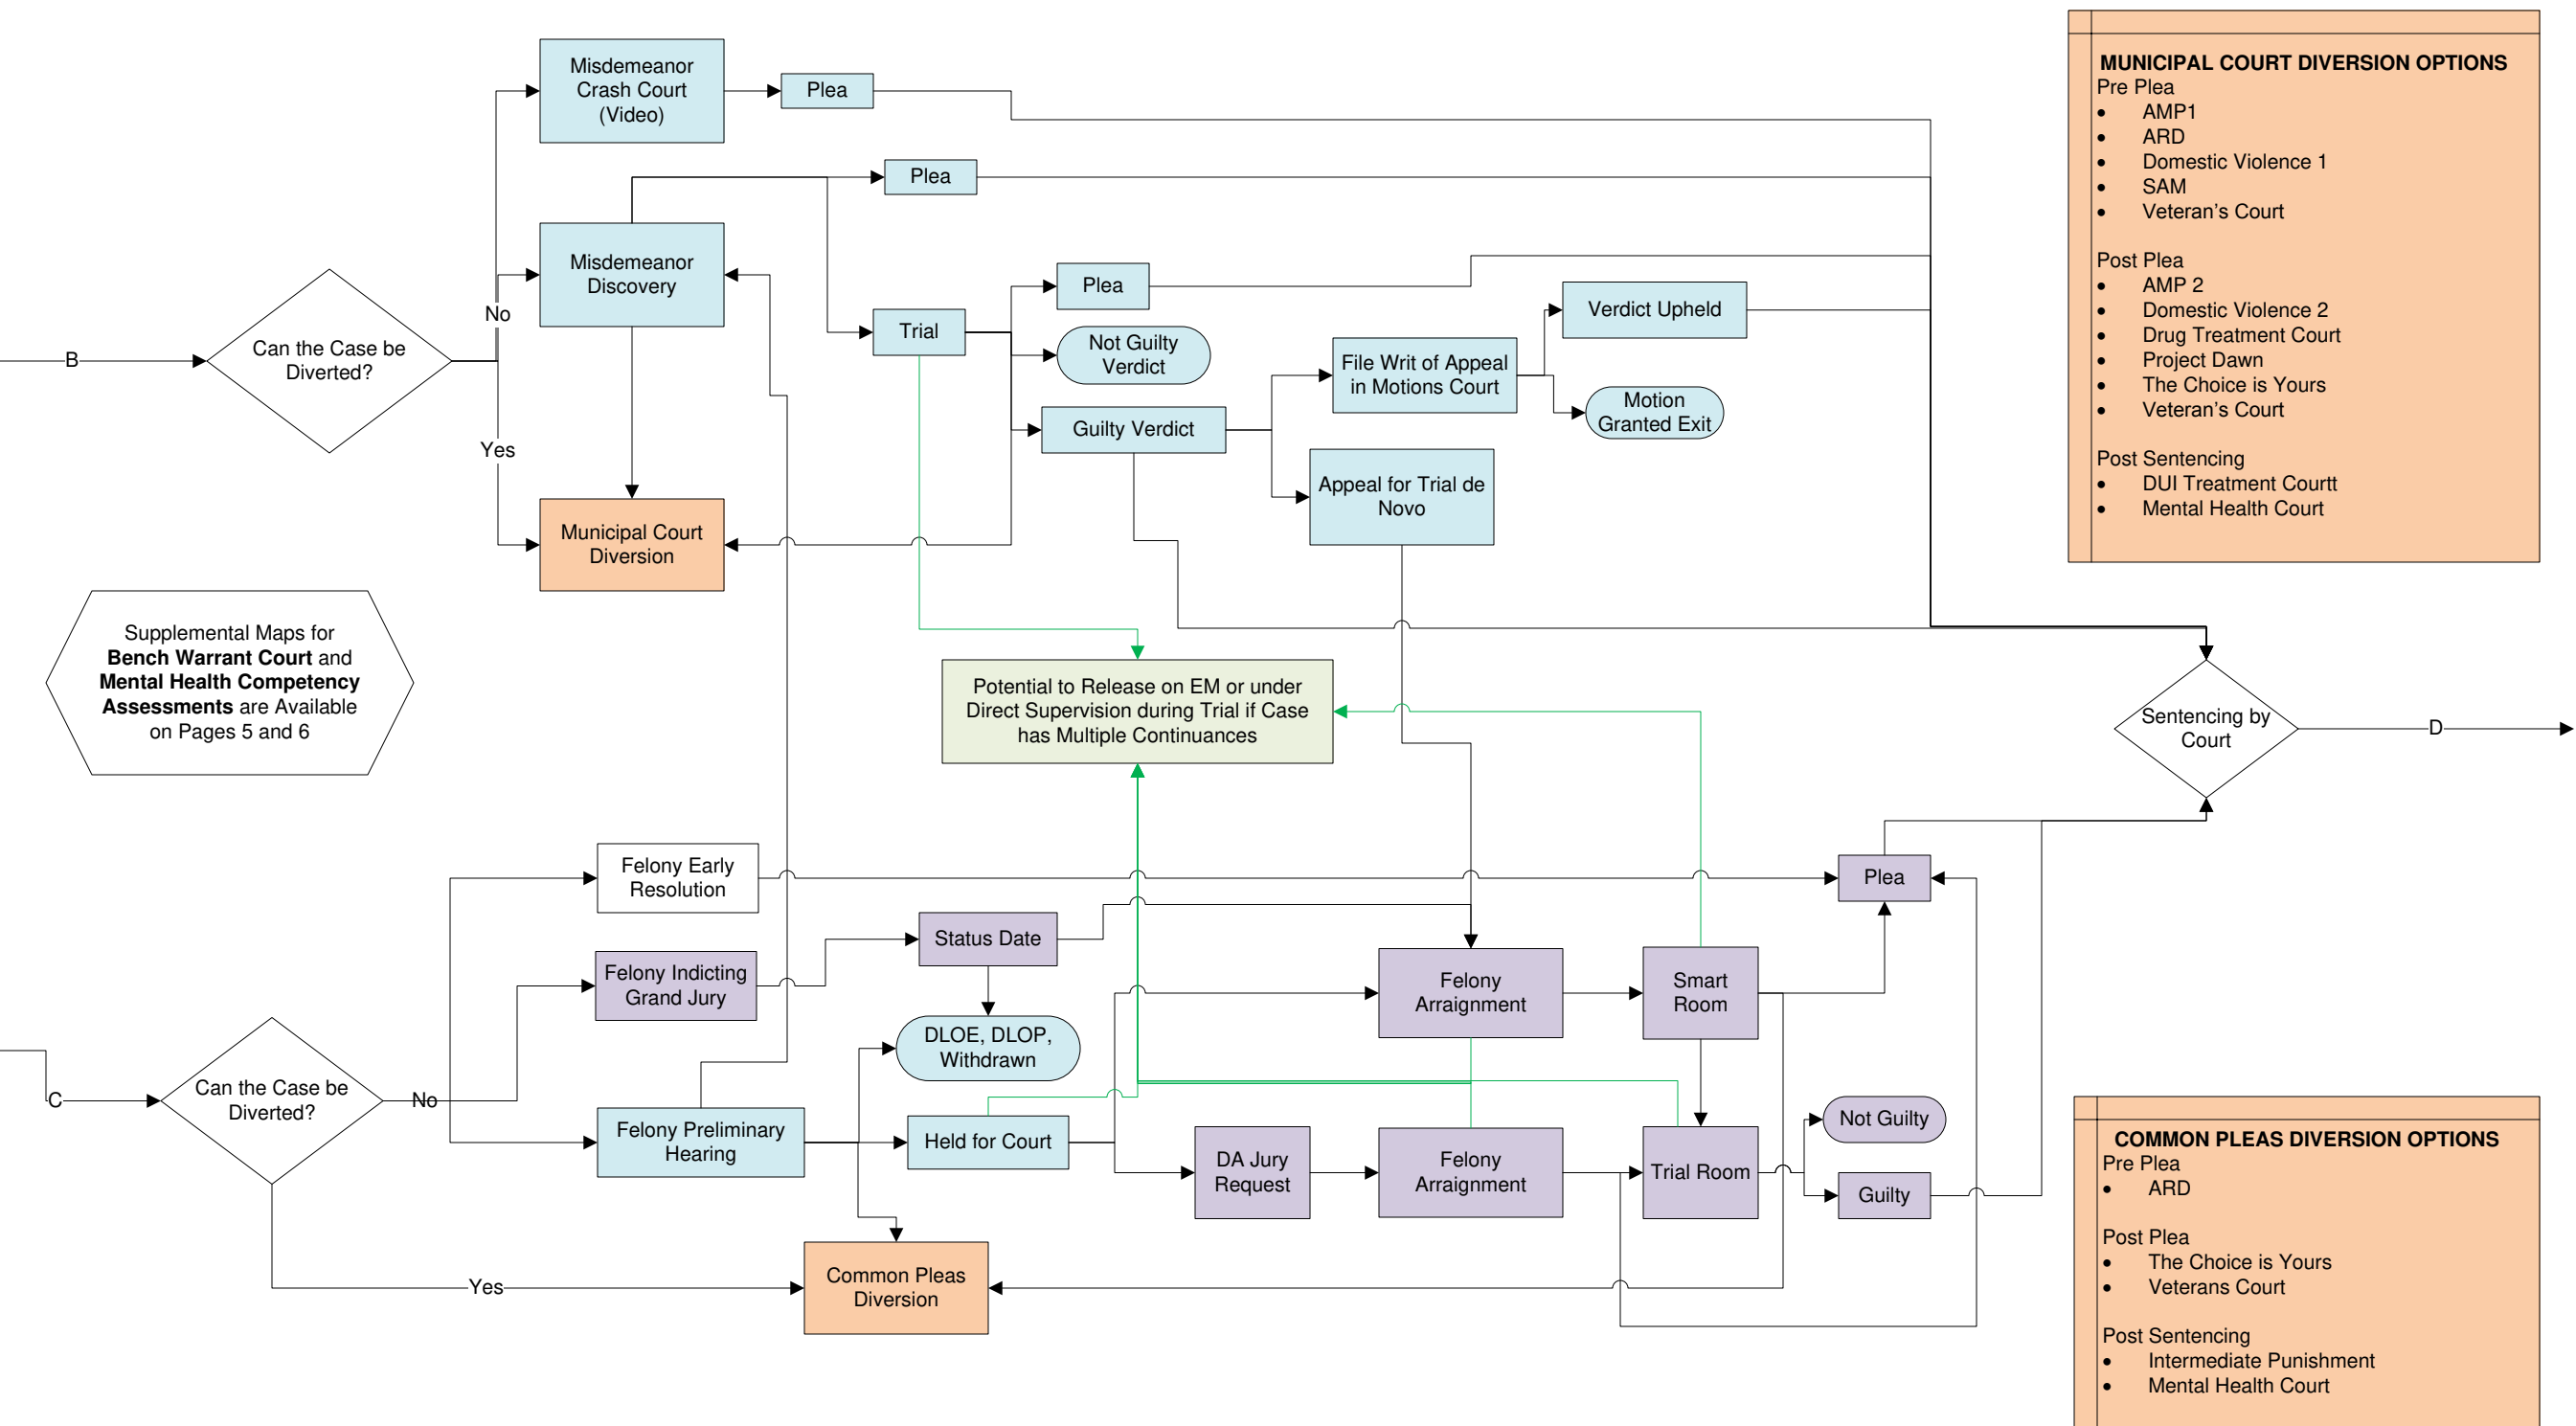 Misdemeanor
Crash Court
(Video)
Plea
Plea
Misdemeanor
Discovery
No
B
Can the Case be
Diverted?
Yes
Trial
Plea
Not Guilty
Verdict
Guilty Verdict
File Writ of Appeal
in Motions Court
Verdict Upheld
Motion
Granted Exit
Appeal for Trial de
Novo
Municipal Court
Diversion
MUNICIPAL COURT DIVERSION OPTIONS
Pre Plea
• AMP1
• ARD
• Domestic Violence 1
• SAM
• Veteran's Court
Post Plea
• AMP 2
• Domestic Violence 2
• Drug Treatment Court
• Project Dawn
• The Choice is Yours
• Veteran's Court
Post Sentencing
• DUI Treatment Courtt
• Mental Health Court
Supplemental Maps for
Bench Warrant Court and
Mental Health Competency
Assessments are Available
on Pages 5 and 6
Potential to Release on EM or under
Direct Supervision during Trial if Case
has Multiple Continuances
Sentencing by
Court
D
Felony Early
Resolution
Plea
Status Date
Felony Indicting
Grand Jury
Felony
Arraignment
Smart
Room
DLOE, DLOP,
Withdrawn
C
Can the Case be
Diverted?
No
Felony Preliminary
Hearing
Held for Court
DA Jury
Request
Felony
Arraignment
Trial Room
Not Guilty
Guilty
Yes
Common Pleas
Diversion
COMMON PLEAS DIVERSION OPTIONS
Pre Plea
• ARD
Post Plea
• The Choice is Yours
• Veterans Court
Post Sentencing
• Intermediate Punishment
• Mental Health Court